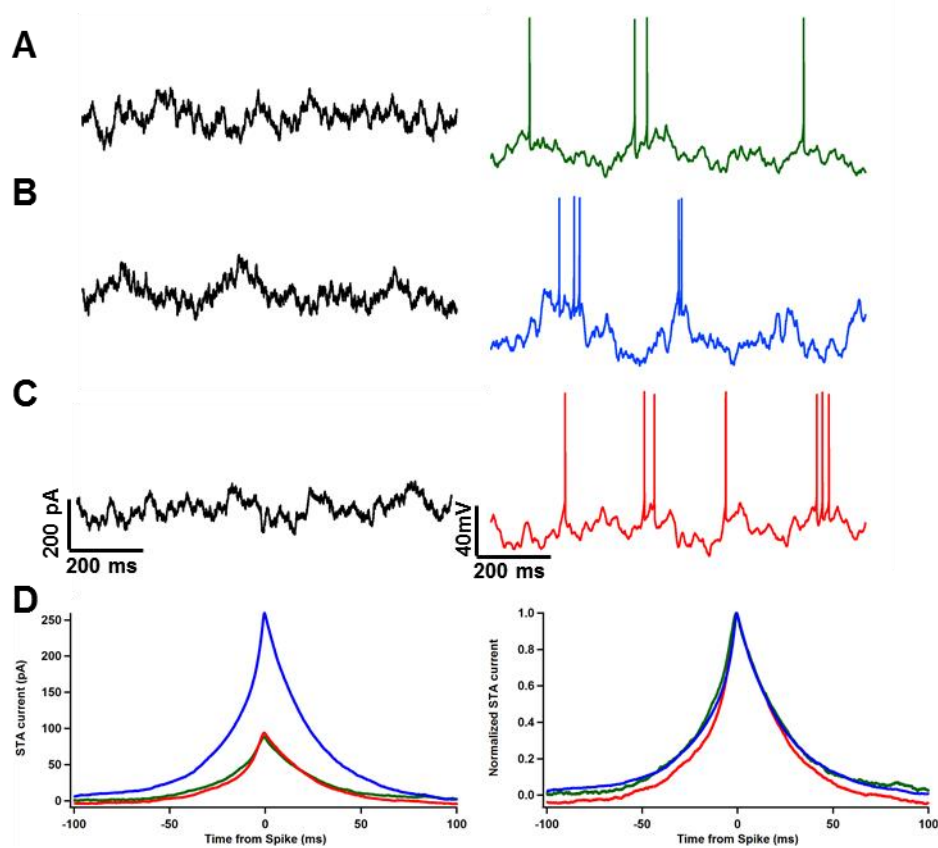 A
B
C
200 pA
200 ms
40mV
200 ms
D
STA current (pA)
250
200
150
100
50
0
-100
-50
0
50
100
Time from Spike (ms)
Normalized STA current
1.0
0.8
0.6
0.4
0.2
0.0
-100
-50
0
50
100
Time from Spike (ms)